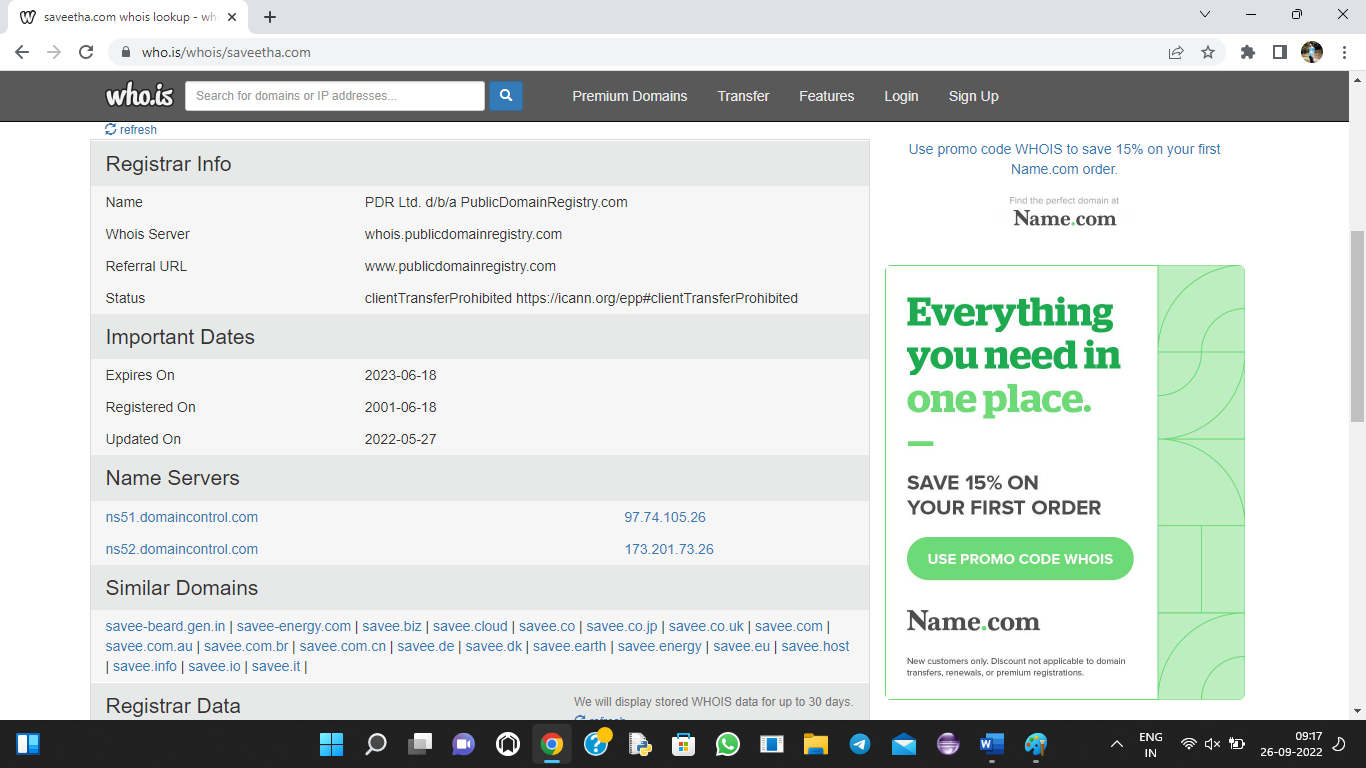 saveetha.com whois lookup - wh
who.is/whois/saveetha.com
who.is
Search for domains or IP addresses...
Premium Domains
Transfer
Features
Login
Sign Up
refresh
Registrar Info
Name PDR Ltd. d/b/a PublicDomainRegistry.com
Whois Server whois.publicdomainregistry.com
Referral URL www.publicdomainregistry.com
Status clientTransferProhibited https://icann.org/epp#clientTransferProhibited
Important Dates
Expires On 2023-06-18
Registered On 2001-06-18
Updated On 2022-05-27
Name Servers
ns51.domaincontrol.com 97.74.105.26
ns52.domaincontrol.com 173.201.73.26
Similar Domains
savee-beard.gen.in | savee-energy.com | savee.biz | savee.cloud | savee.co | savee.co.jp | savee.co.uk | savee.com |
savee.com.au | savee.com.br | savee.com.cn | savee.de | savee.dk | savee.earth | savee.energy | savee.eu | savee.host
| savee.info | savee.io | savee.it |
Registrar Data
We will display stored WHOIS data for up to 30 days.
refresh
Use promo code WHOIS to save 15% on your first
Name.com order.
Find the perfect domain at
Name.com
Everything
you need in
one place.
SAVE 15% ON
YOUR FIRST ORDER
USE PROMO CODE WHOIS
Name.com
New customers only. Discount not applicable to domain
transfers, renewals, or premium registrations.
ENG
IN
09:17
26-09-2022